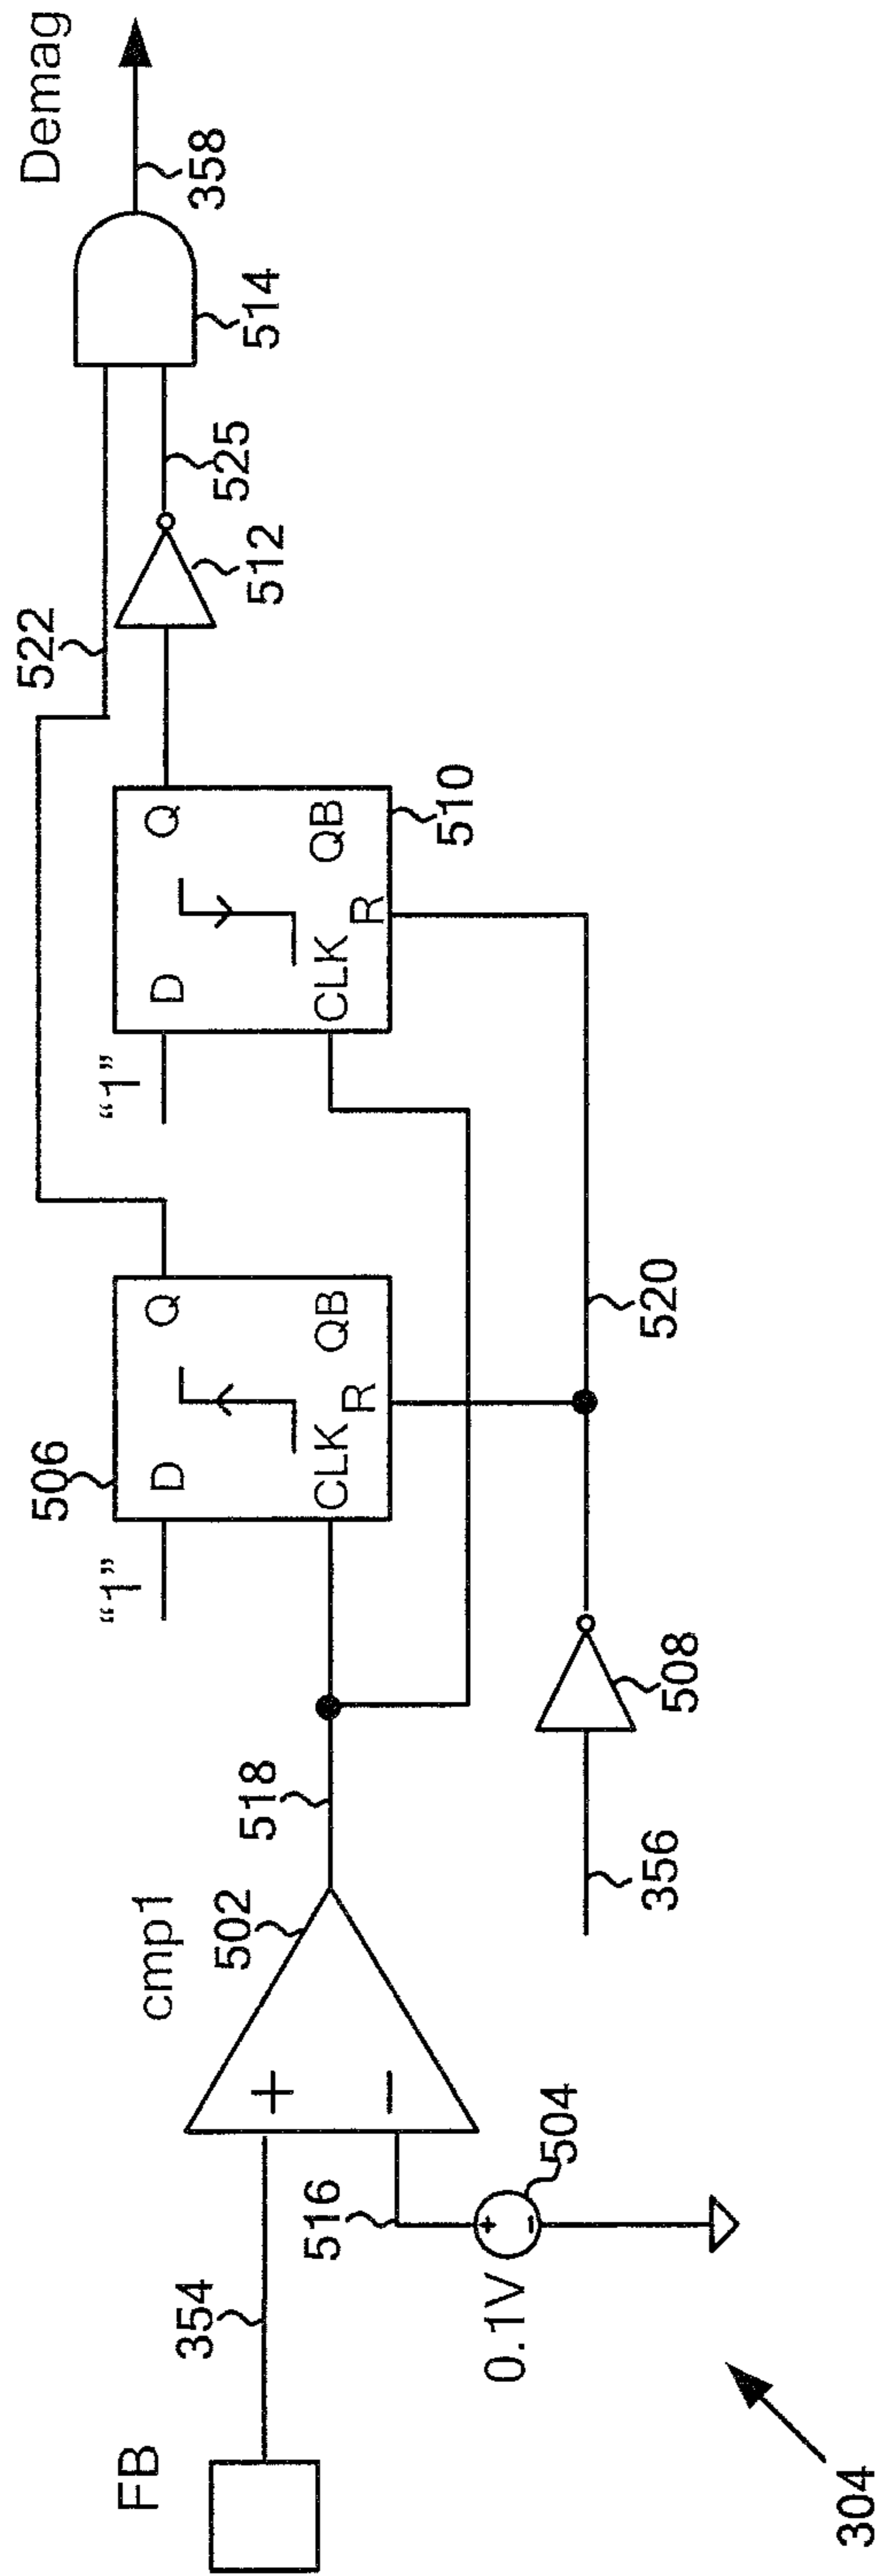 FB
354
0.1V
516
504
cmp1
502
518
356
508
"1"
506
D
Q
CLK
R
QB
520
"1"
D
Q
CLK
R
QB
510
522
512
525
514
358
Demag
304